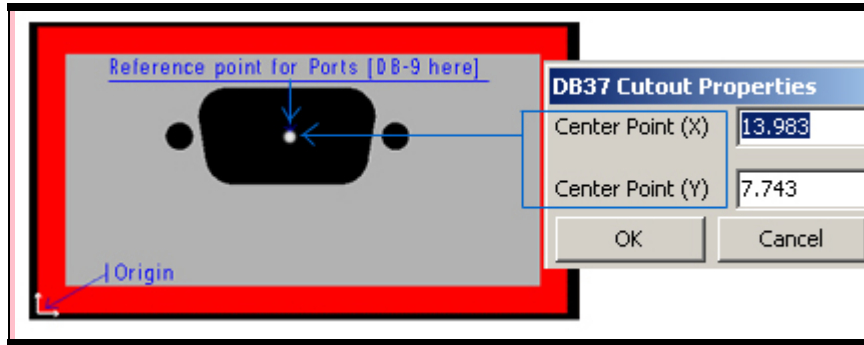 Reference point for Ports [DB-9 here]
DB37 Cutout Properties
Center Point (X)
13.983
Center Point (Y)
7.743
OK
Cancel
Origin